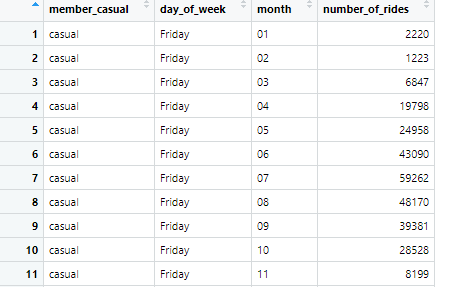 member_casual day_of_week month number_of_rides
1 casual Friday 01 2220
2 casual Friday 02 1223
3 casual Friday 03 6847
4 casual Friday 04 19798
5 casual Friday 05 24958
6 casual Friday 06 43090
7 casual Friday 07 59262
8 casual Friday 08 48170
9 casual Friday 09 39381
10 casual Friday 10 28528
11 casual Friday 11 8199